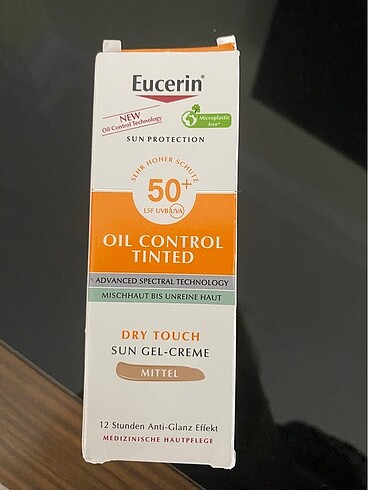 Eucerin®
NEW
Oil Control Technology
Microplastic
free*
SUN PROTECTION
SEHR HOHER SCHUTZ
50+
LSF UVB UVA
OIL CONTROL
TINTED
ADVANCED SPECTRAL TECHNOLOGY
MISCHHAUT BIS UNREINE HAUT
DRY TOUCH
SUN GEL-CREME
MITTEL
12 Stunden Anti-Glanz Effekt
MEDIZINISCHE HAUTPFLEGE